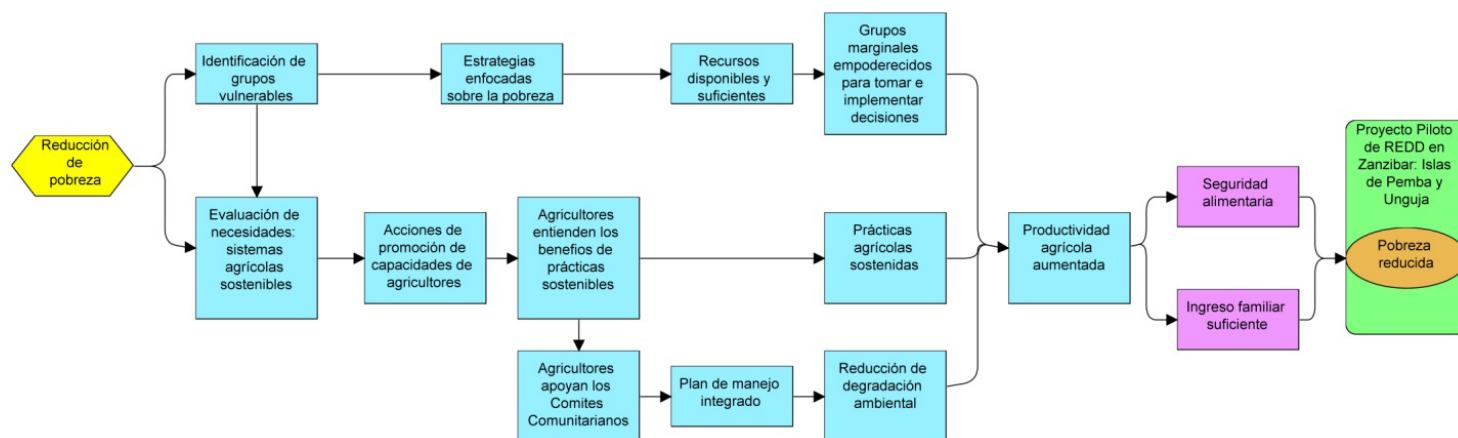 Reducción
de
pobreza
Identificación de
grupos
vulnerables
Estrategias
enfocadas
sobre la pobreza
Recursos
disponibles y
suficientes
Grupos
marginales
empoderecidos
para tomar e
implementar
decisiones
Evaluación de
necesidades:
sistemas
agrícolas
sostenibles
Acciones de
promoción de
capacidades de
agricultores
Agricultores
entienden los
benefios de
prácticas
sostenibles
Prácticas
agrícolas
sostenidas
Agricultores
apoyan los
Comites
Comunitarianos
Plan de manejo
integrado
Reducción de
degradación
ambiental
Productividad
agrícola
aumentada
Seguridad
alimentaria
Ingreso familiar
suficiente
Proyecto Piloto
de REDD en
Zanzibar: Islas
de Pemba y
Unguja
Pobreza
reducida